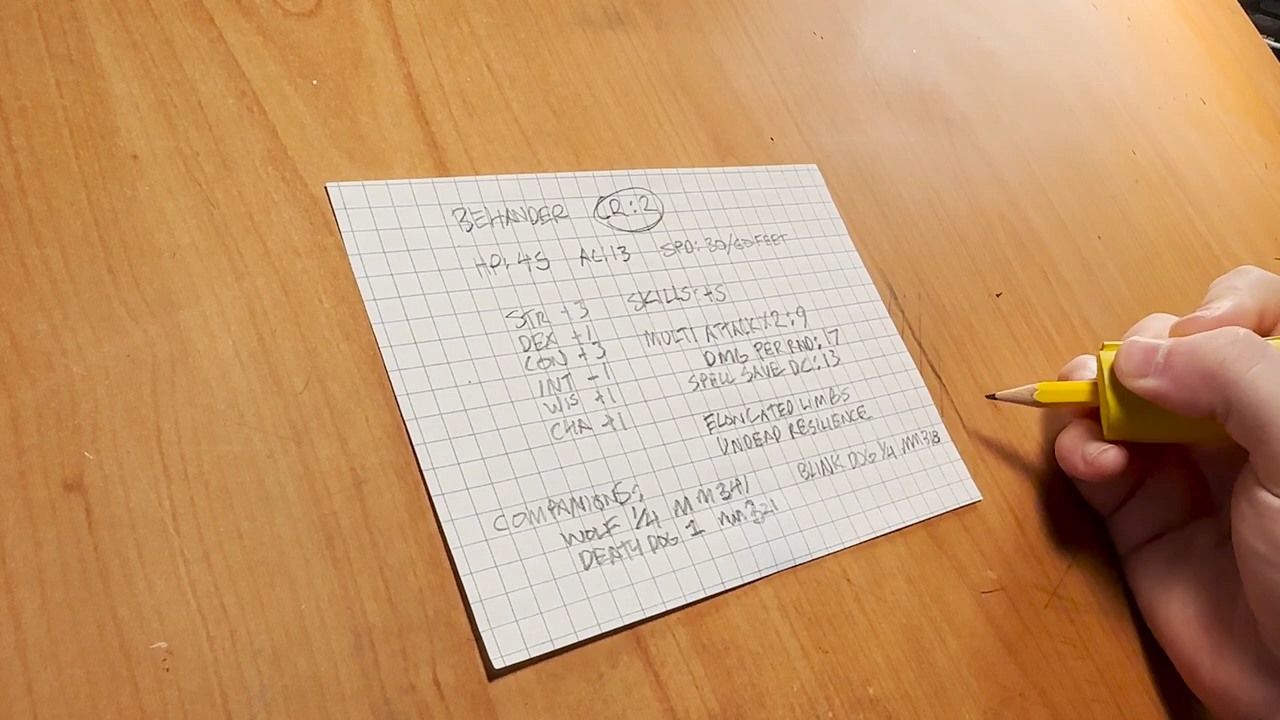 BEHANDER CR:2
HP: 45 AC: 13 SPD: 30/60 FEET
STR +3 SKILLS: +5
DEX +1 MULTI ATTACK X2: 9
CON +3 DMG PER RND: 17
INT -1 SPELL SAVE DC: 13
WIS +1
CHA +1 ELONGATED LIMBS
UNDEAD RESILIENCE
COMPANIONS: BLINK DOG 1/4 MM318
WOLF 1/4 MM341
DEATH DOG 1 MM321